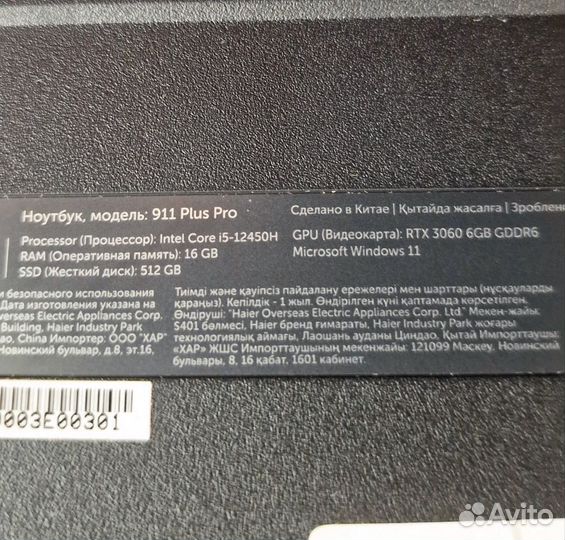 Ноутбук, модель: 911 Plus Pro
Сделано в Китае | Қытайда жасалға | Зроблен
Processor (Процессор): Intel Core i5-12450H
GPU (Видеокарта): RTX 3060 6GB GDDR6
RAM (Оперативная память): 16 GB
Microsoft Windows 11
SSD (Жесткий диск): 512 GB
и безопасного использования
Дата изготовления указана на
verseas Electric Appliances Corp.
Building, Haier Industry Park
ao, China Импортер: ООО "ХАР"
Новинский бульвар, д.8, эт.16,
Тиімді және қауіпсіз пайдалану ережелері мен шарттары (нұсқауларды
қараңыз). Кепілдік - 1 жыл. Өндірілген күні қаптамада көрсетілген.
Өндіруші: "Haier Overseas Electric Appliances Corp. Ltd" Мекен-жайы:
S401 бөлмесі, Haier бренд ғимараты, Haier Industry Park жоғары
технологиялық аймағы, Лаошань ауданы Циндао, Қытай Импорттаушы:
«ХАР» ЖШС Импорттаушының мекенжайы: 121099 Мәскеу, Новинский
бульвары, 8, 16 қабат, 1601 кабинет.
003E00301
Avito